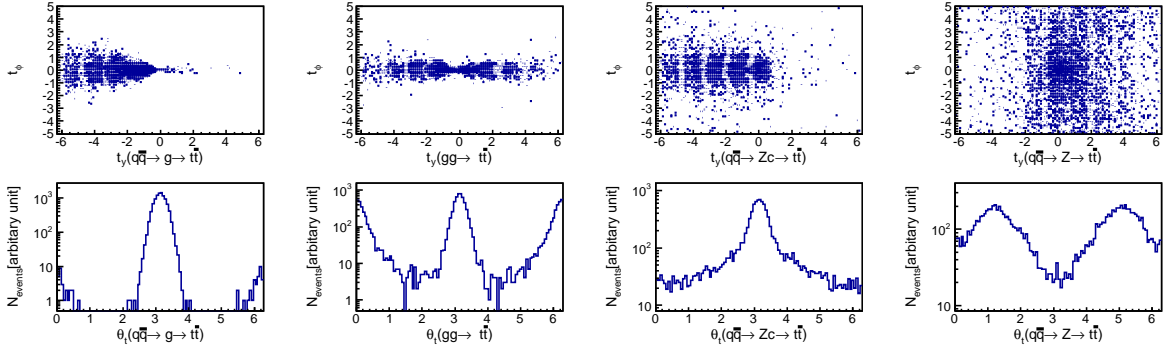 5
4
3
2
1
0
-1
-2
-3
-4
-5
t_ϕ
-6 -4 -2 0 2 4 6
t_y(qq̄→ g→ tt̄)
5
4
3
2
1
0
-1
-2
-3
-4
-5
t_ϕ
-6 -4 -2 0 2 4 6
t_y(gg→ tt̄)
5
4
3
2
1
0
-1
-2
-3
-4
-5
t_ϕ
-6 -4 -2 0 2 4 6
t_y(qq̄→ Zc→ tt̄)
5
4
3
2
1
0
-1
-2
-3
-4
-5
t_ϕ
-6 -4 -2 0 2 4 6
t_y(qq̄→ Z→ tt̄)
N_events[arbitary unit]
10³
10²
10
1
0 1 2 3 4 5 6
θ_t(qq̄→ g→ tt̄)
N_events[arbitary unit]
10³
10²
10
1
0 1 2 3 4 5 6
θ_t(gg→ tt̄)
N_events[arbitary unit]
10³
10²
10
0 1 2 3 4 5 6
θ_t(qq̄→ Zc→ tt̄)
N_events[arbitary unit]
10²
10
0 1 2 3 4 5 6
θ_t(qq̄→ Z→ tt̄)